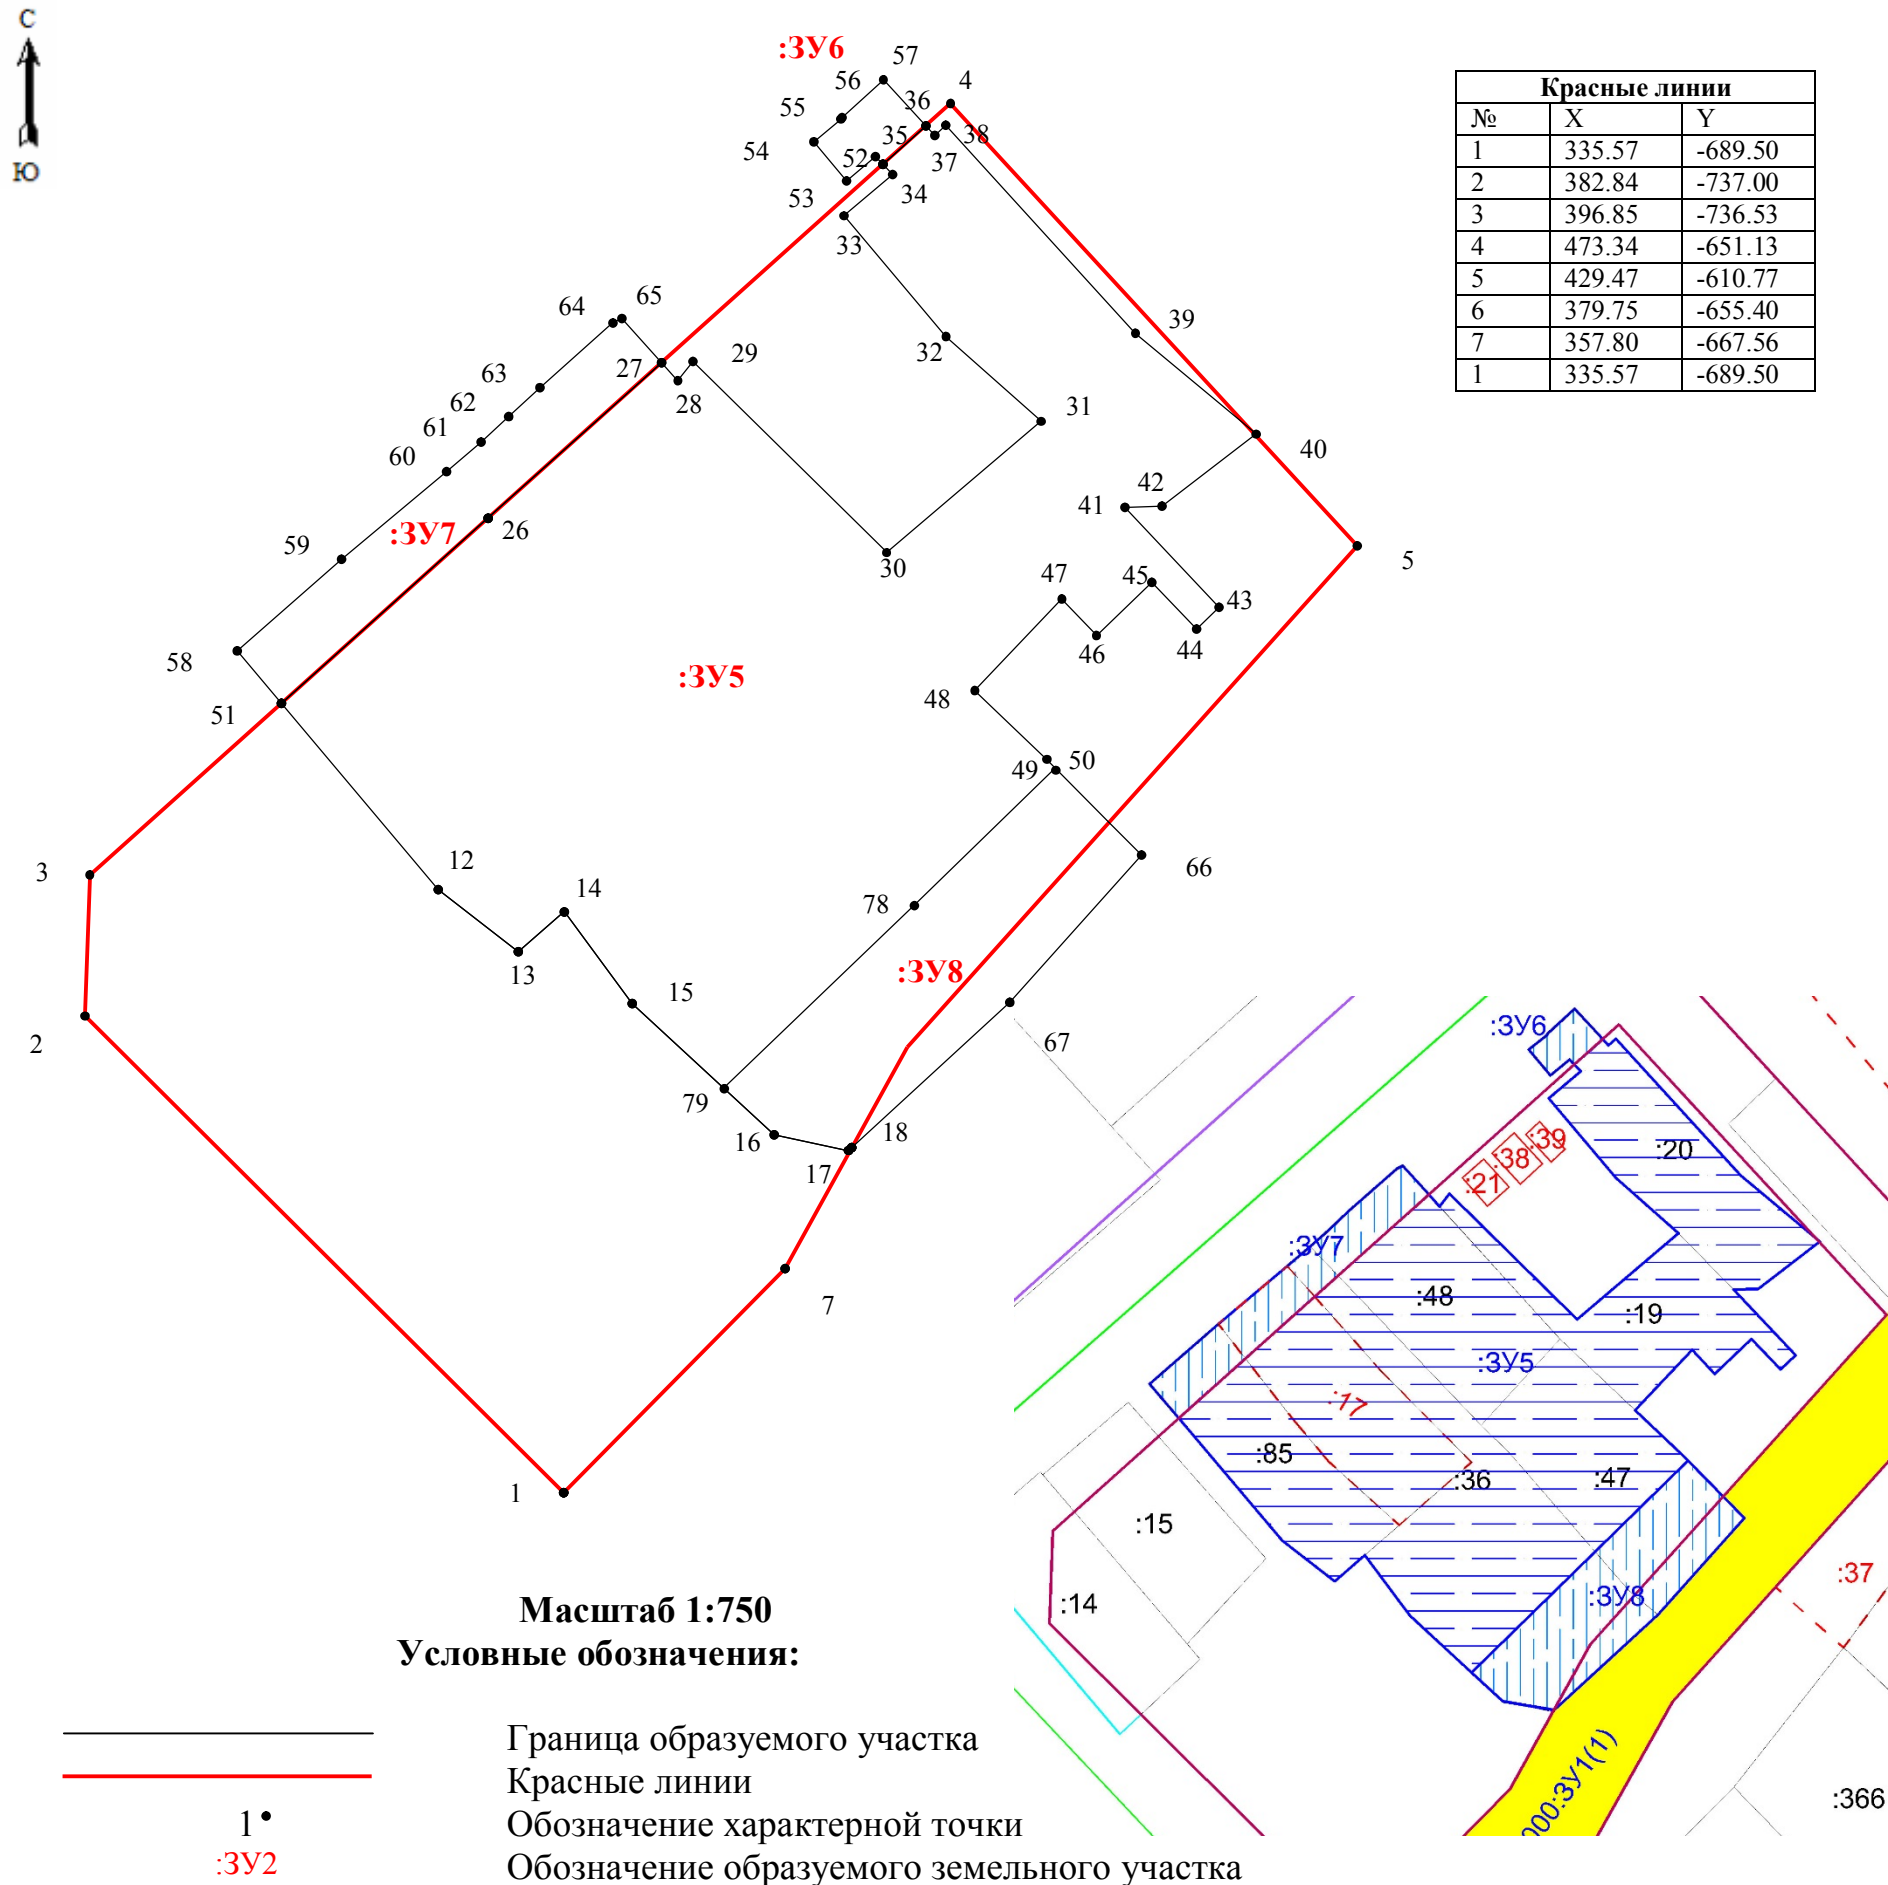 С
Ю
:ЗУ6
57
4
56
36
55
35
38
54
52
37
53
34
33
Красные линии
№ X Y
1 335.57 -689.50
2 382.84 -737.00
3 396.85 -736.53
4 473.34 -651.13
5 429.47 -610.77
6 379.75 -655.40
7 357.80 -667.56
1 335.57 -689.50
65
64
39
29
32
27
63
28
62
31
61
60
40
42
41
:ЗУ7
26
59
5
30
47
45
43
46
44
58
:ЗУ5
48
51
50
49
3
12
66
14
78
13
:ЗУ8
15
2
67
79
18
16
17
7
1
:ЗУ6
:20
:39
:38
:21
:ЗУ7
:48
:19
:ЗУ5
:17
:85
:36
:47
:15
:37
:ЗУ8
:14
:366
000:ЗУ1(1)
Масштаб 1:750
Условные обозначения:
Граница образуемого участка
Красные линии
1 Обозначение характерной точки
:ЗУ2 Обозначение образуемого земельного участка